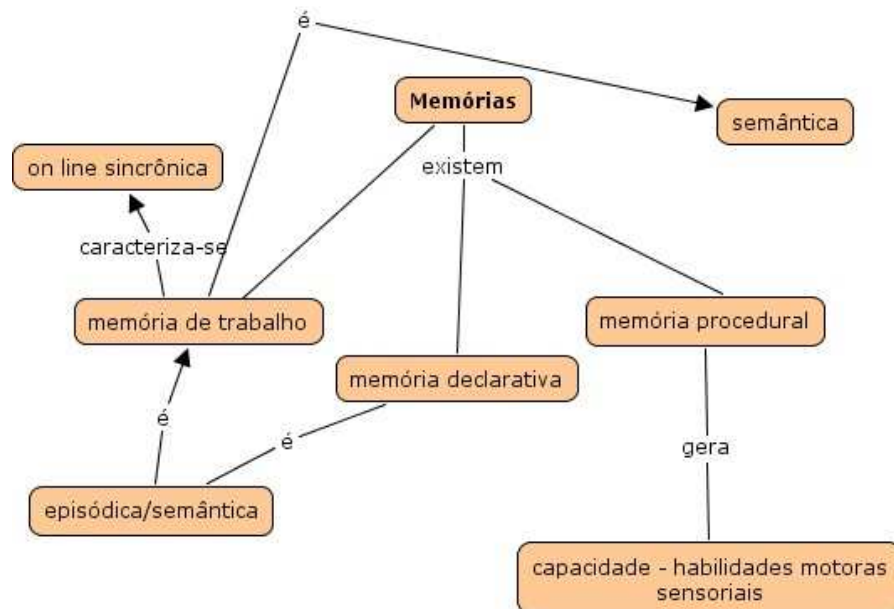 é
Memórias
semântica
on line sincrônica
existem
caracteriza-se
memória de trabalho
memória procedural
memória declarativa
é
é
gera
episódica/semântica
capacidade - habilidades motoras
sensoriais